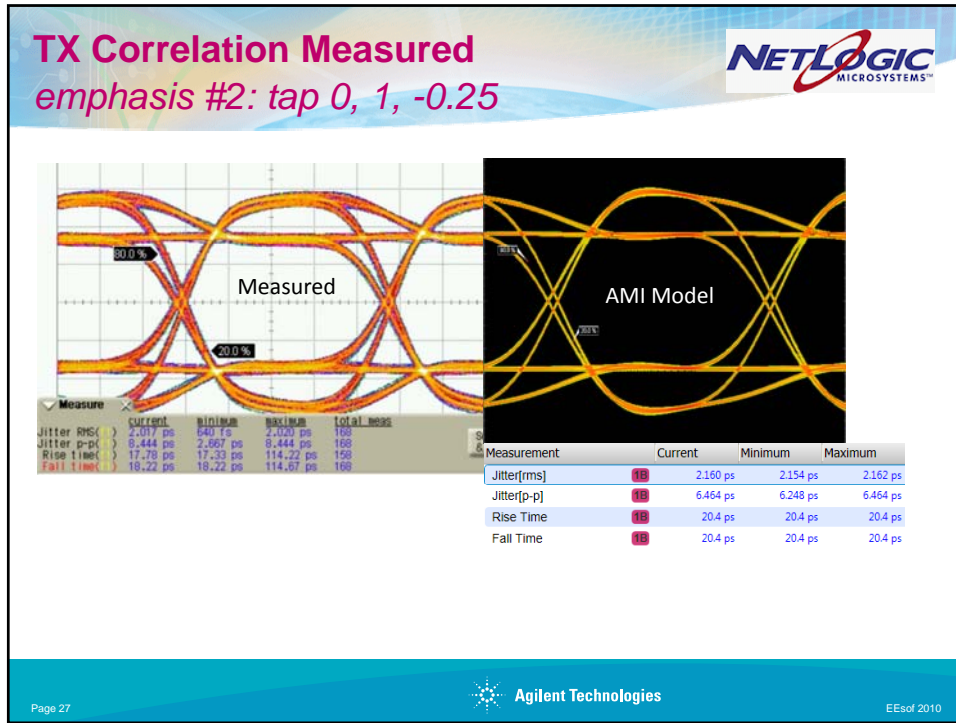 TX Correlation Measured
emphasis #2: tap 0, 1, -0.25
NETLOGIC
MICROSYSTEMS™
80.0 %
Measured
20.0 %
80.0 %
AMI Model
20.0 %
Measure
current minimum maximum total meas
Jitter RMS( ) 2.017 ps 640 fs 2.020 ps 168
Jitter p-p( ) 8.444 ps 2.667 ps 8.444 ps 168
Rise time( ) 17.78 ps 17.33 ps 114.22 ps 158
Fall time( ) 18.22 ps 18.22 ps 114.67 ps 168
Measurement Current Minimum Maximum
Jitter[rms] 1B 2.160 ps 2.154 ps 2.162 ps
Jitter[p-p] 1B 6.464 ps 6.248 ps 6.464 ps
Rise Time 1B 20.4 ps 20.4 ps 20.4 ps
Fall Time 1B 20.4 ps 20.4 ps 20.4 ps
Page 27
Agilent Technologies
EEsof 2010